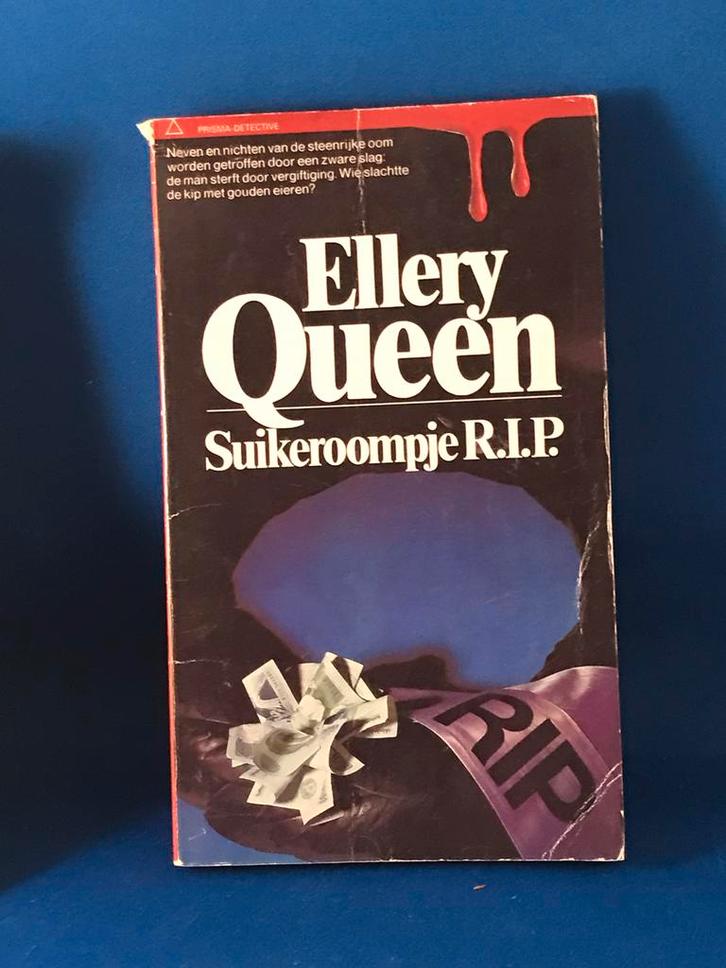 PRISMA-DETECTIVE
Neven en nichten van de steenrijke oom
worden getroffen door een zware slag:
de man sterft door vergiftiging. Wie slachtte
de kip met gouden eieren?
Ellery
Queen
Suikeroompje R.I.P.
RIP